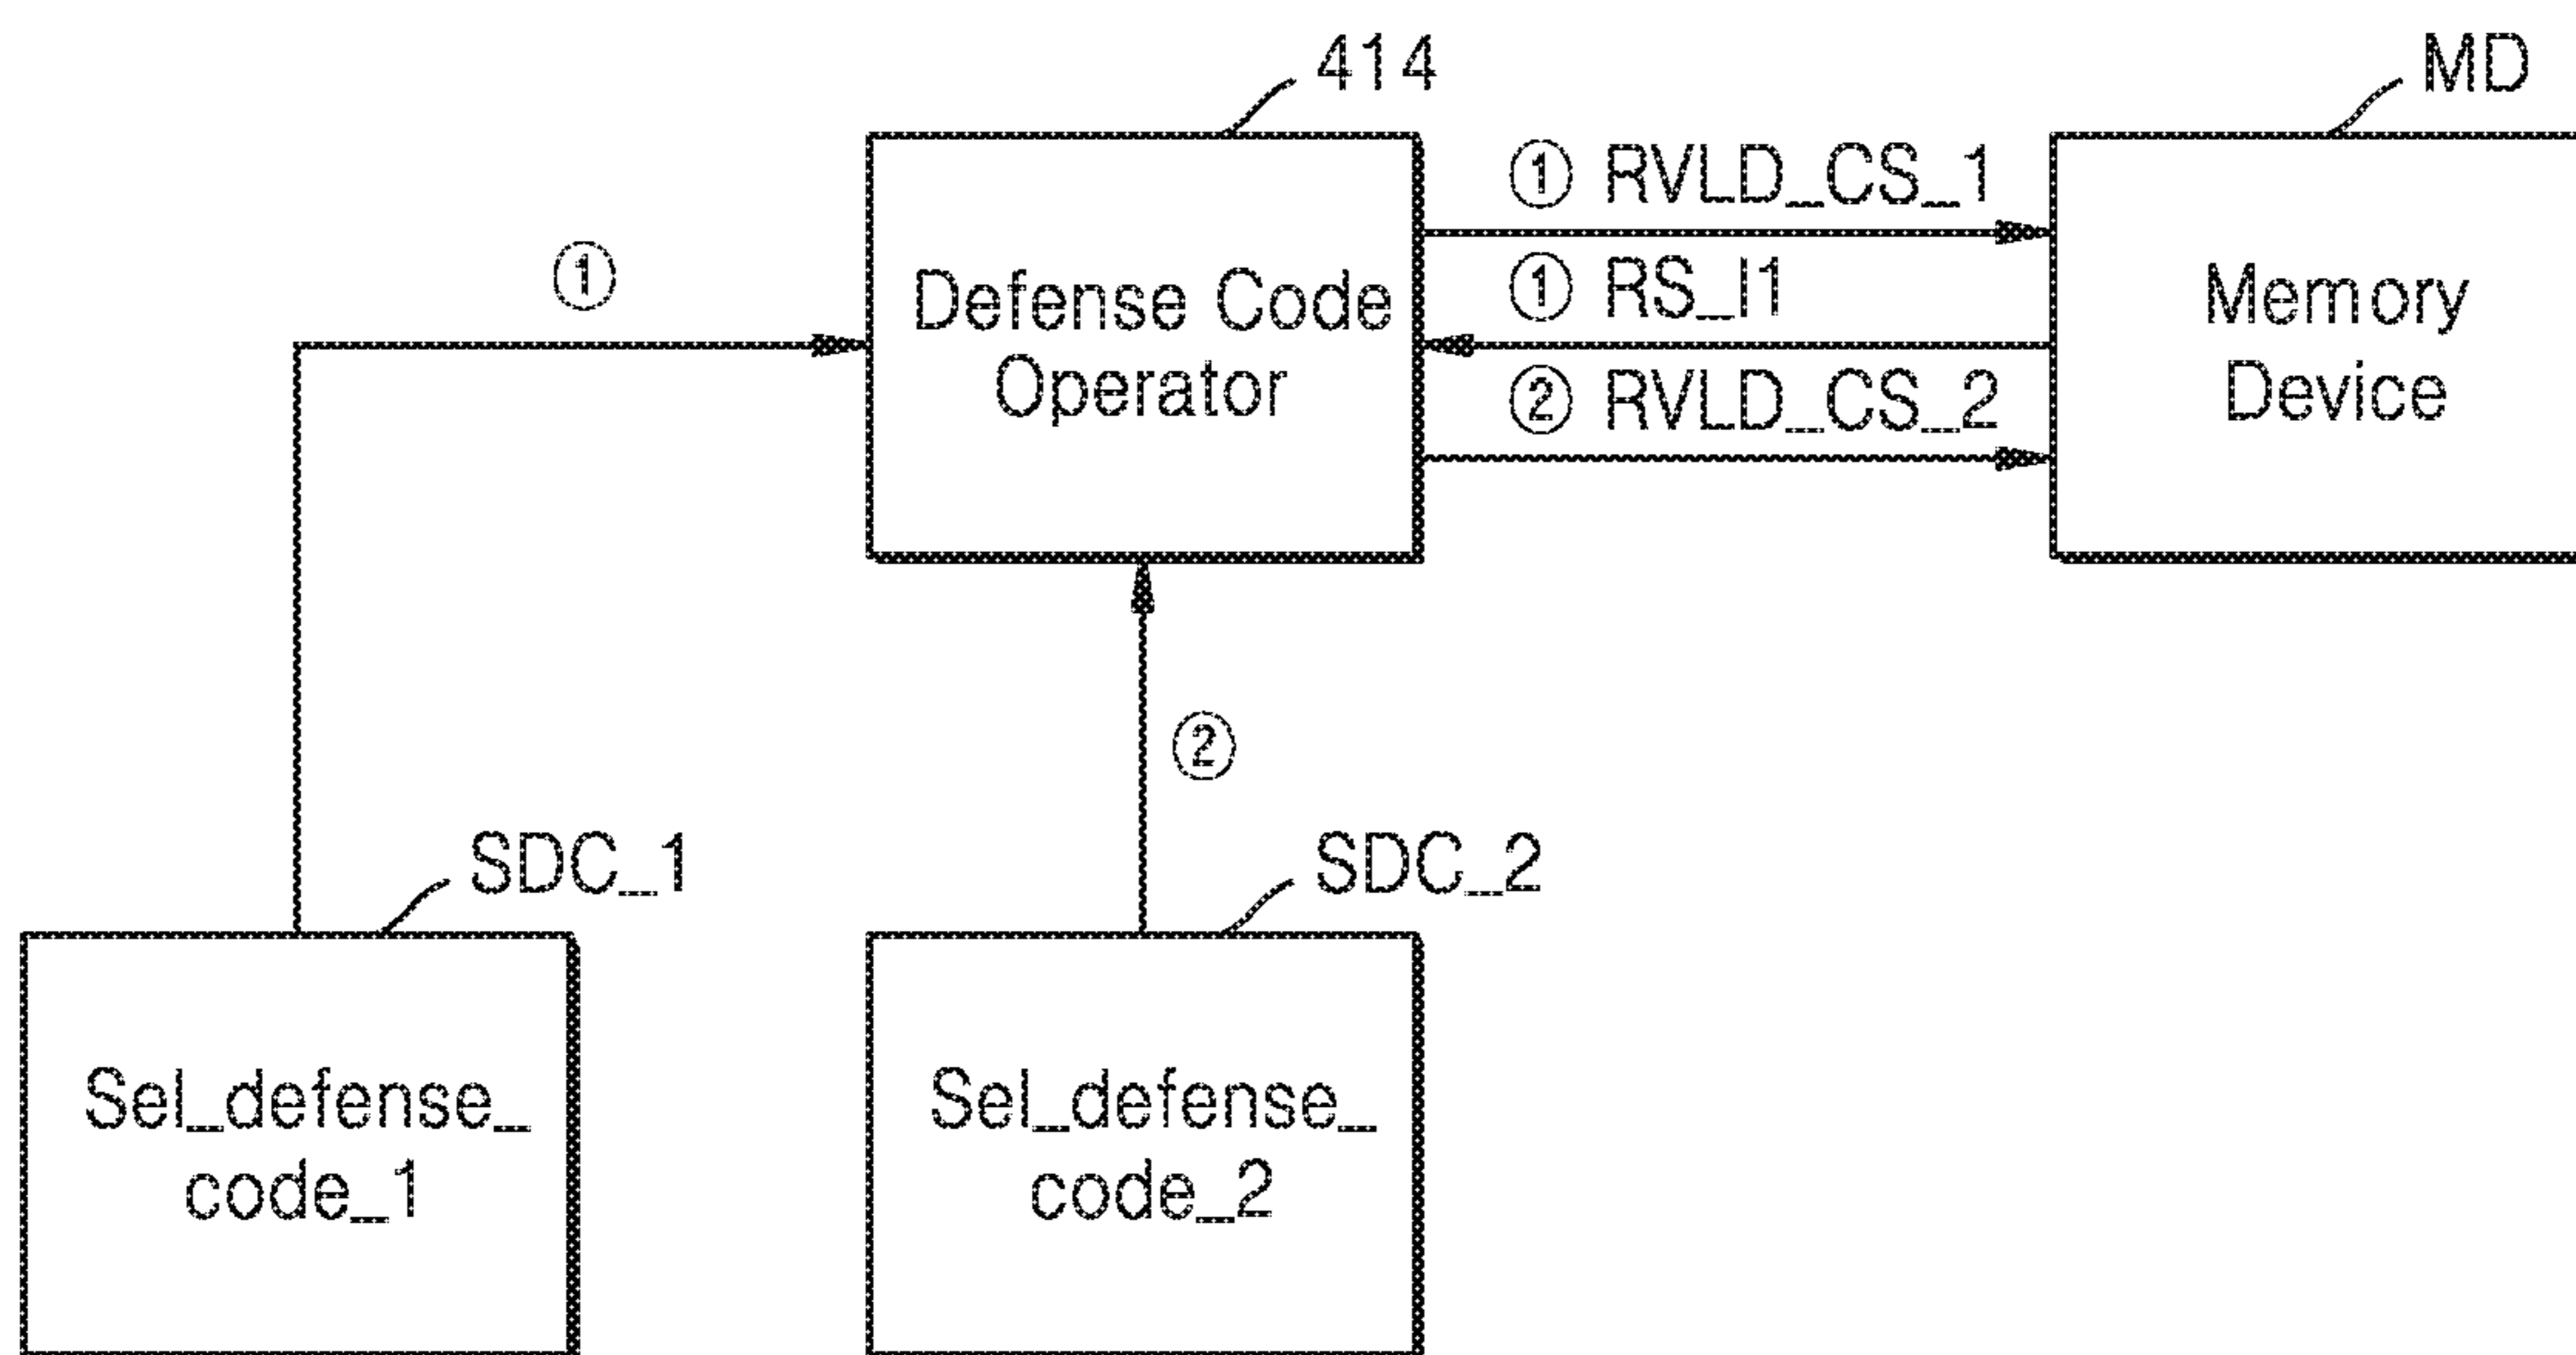 414
MD
① RVLD_CS_1
① RS_I1
② RVLD_CS_2
①
Defense Code
Operator
Memory
Device
②
SDC_1
SDC_2
Sel_defense_
code_1
Sel_defense_
code_2